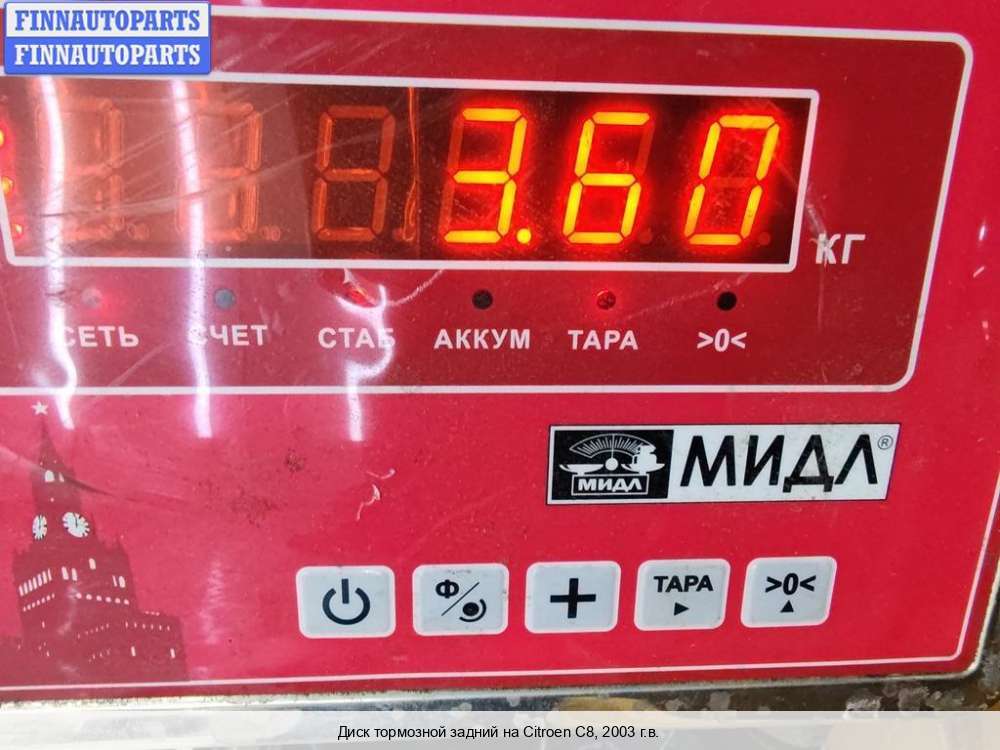 FINNAUTOPARTS
FINNAUTOPARTS
3.60
КГ
СЕТЬ СЧЕТ СТАБ АККУМ ТАРА >0<
МИДЛ МИДЛ®
Ф ТАРА >0<
Диск тормозной задний на Citroen C8, 2003 г.в.